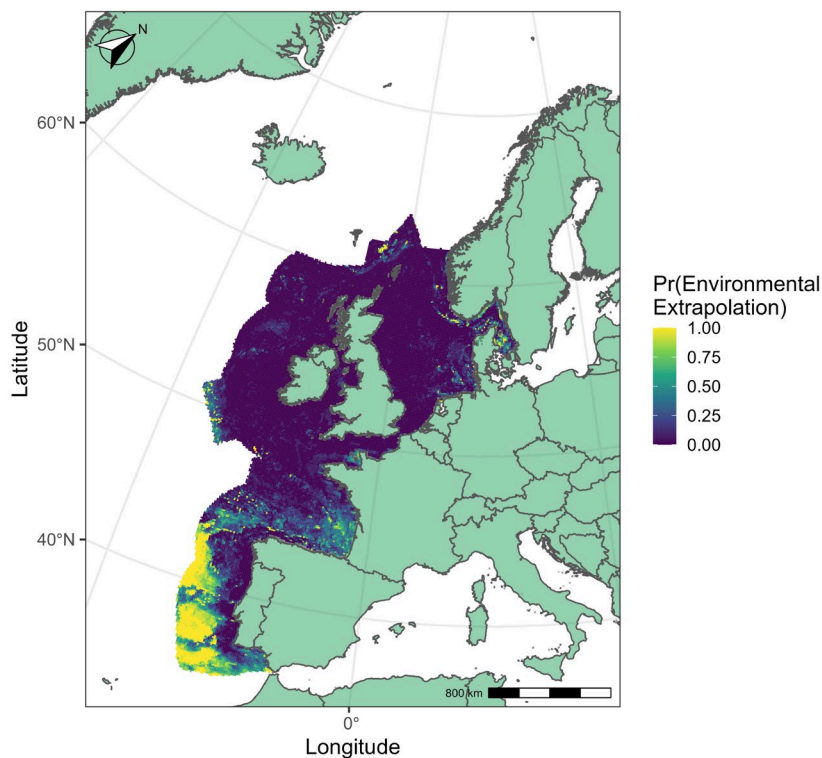 N
60°N
50°N
40°N
Latitude
Pr(Environmental
Extrapolation)
1.00
0.75
0.50
0.25
0.00
800 km
0°
Longitude